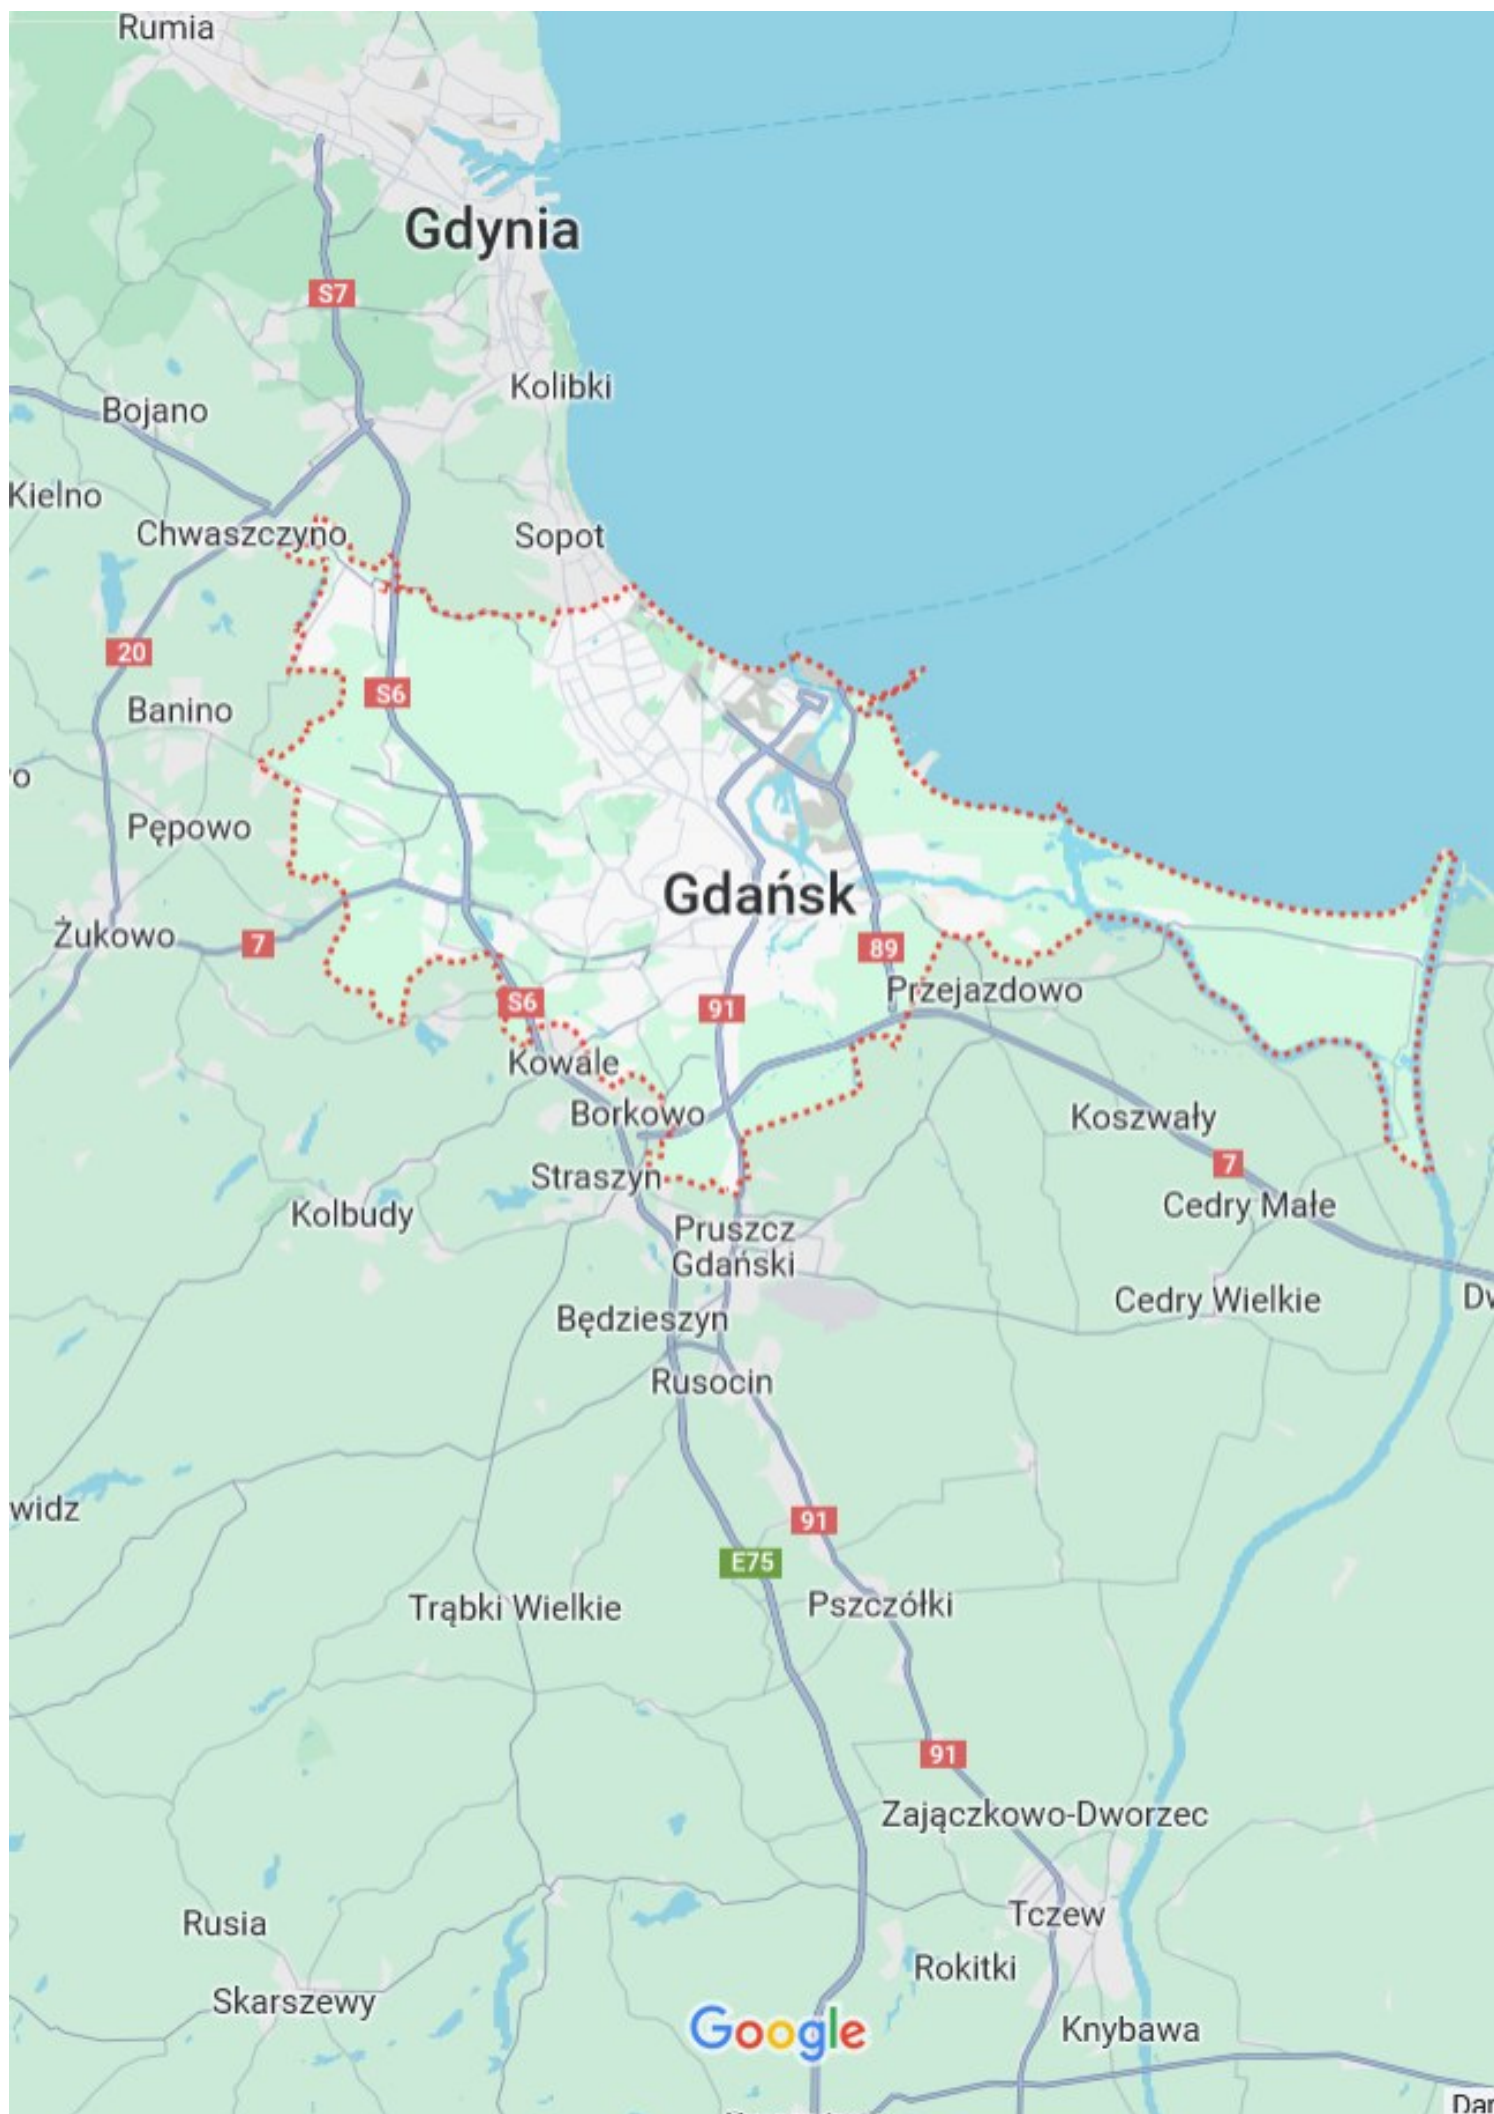 Rumia
Gdynia
S7
Kolibki
Bojano
Kielno
Chwaszczyno
Sopot
20
S6
Banino
o
Pępowo
Gdańsk
Żukowo
7
89
Przejazdowo
S6
91
Kowale
Borkowo
Koszwały
7
Straszyn
Cedry Małe
Kolbudy
Pruszcz
Gdański
Cedry Wielkie
Będzieszyn
Rusocin
widz
91
E75
Trąbki Wielkie
Pszczółki
91
Zajączkowo-Dworzec
Tczew
Rusia
Rokitki
Skarszewy
Google
Knybawa
Dar